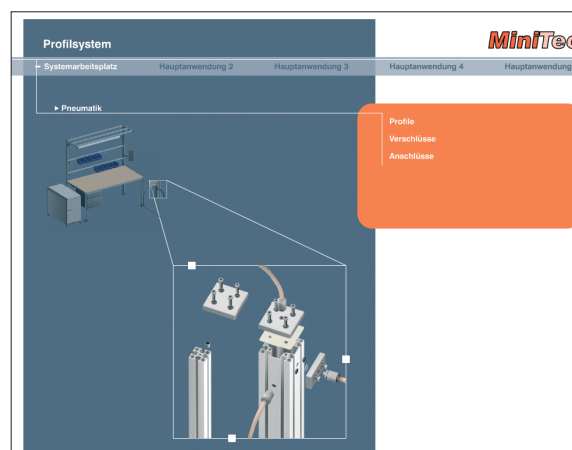 Profilsystem
MiniTec
Systemarbeitsplatz Hauptanwendung 2 Hauptanwendung 3 Hauptanwendung 4 Hauptanwendung
Pneumatik
Profile
Verschlüsse
Anschlüsse